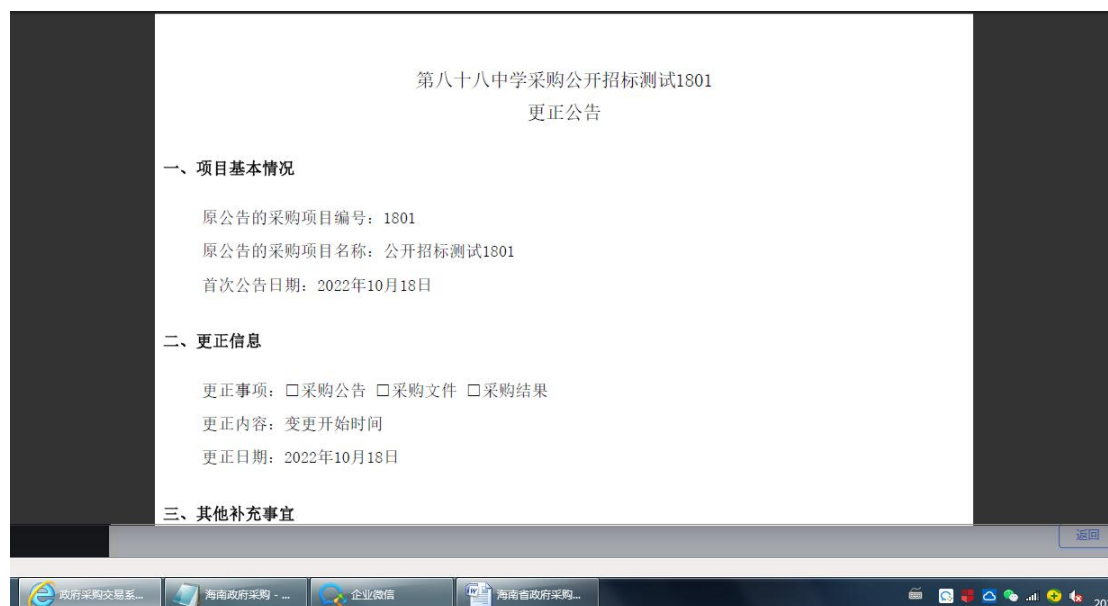 第八十八中学采购公开招标测试1801
更正公告
一、项目基本情况
原公告的采购项目编号：1801
原公告的采购项目名称：公开招标测试1801
首次公告日期：2022年10月18日
二、更正信息
更正事项：□采购公告 □采购文件 □采购结果
更正内容：变更开始时间
更正日期：2022年10月18日
三、其他补充事宜
返回
政府采购交易系... 海南政府采购 - ... 企业微信 海南省政府采购...
20